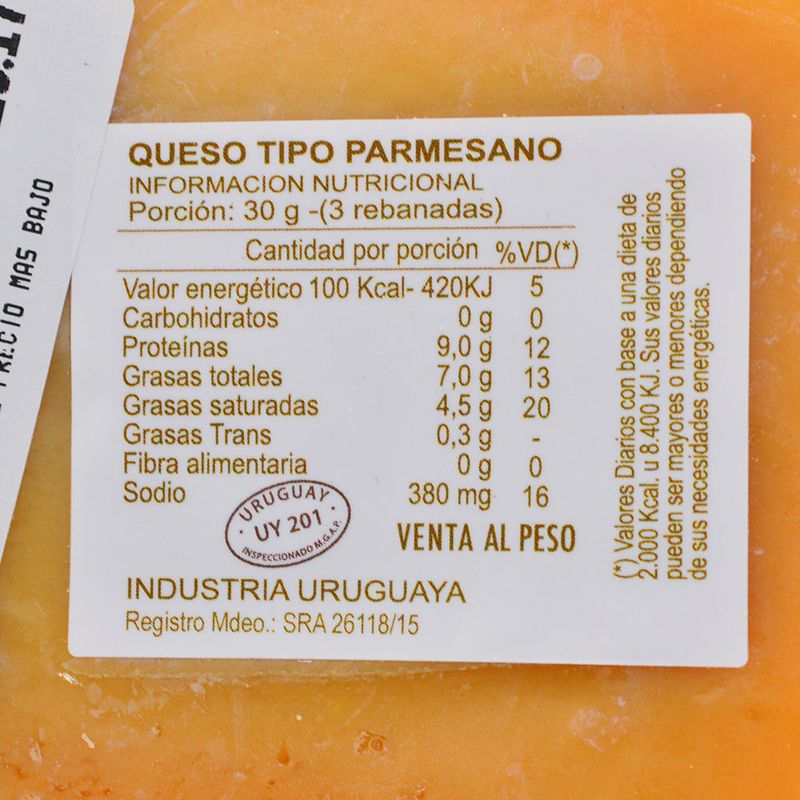 PRECIO MAS BAJO
QUESO TIPO PARMESANO
INFORMACION NUTRICIONAL
Porción: 30 g -(3 rebanadas)
Cantidad por porción %VD(*)
Valor energético 100 Kcal- 420KJ 5
Carbohidratos 0 g 0
Proteínas 9,0 g 12
Grasas totales 7,0 g 13
Grasas saturadas 4,5 g 20
Grasas Trans 0,3 g -
Fibra alimentaria 0 g 0
Sodio 380 mg 16
URUGUAY
UY 201
INSPECCIONADO M.G.A.P.
VENTA AL PESO
INDUSTRIA URUGUAYA
Registro Mdeo.: SRA 26118/15
(*) Valores Diarios con base a una dieta de
2.000 Kcal. u 8.400 KJ. Sus valores diarios
pueden ser mayores o menores dependiendo
de sus necesidades energéticas.